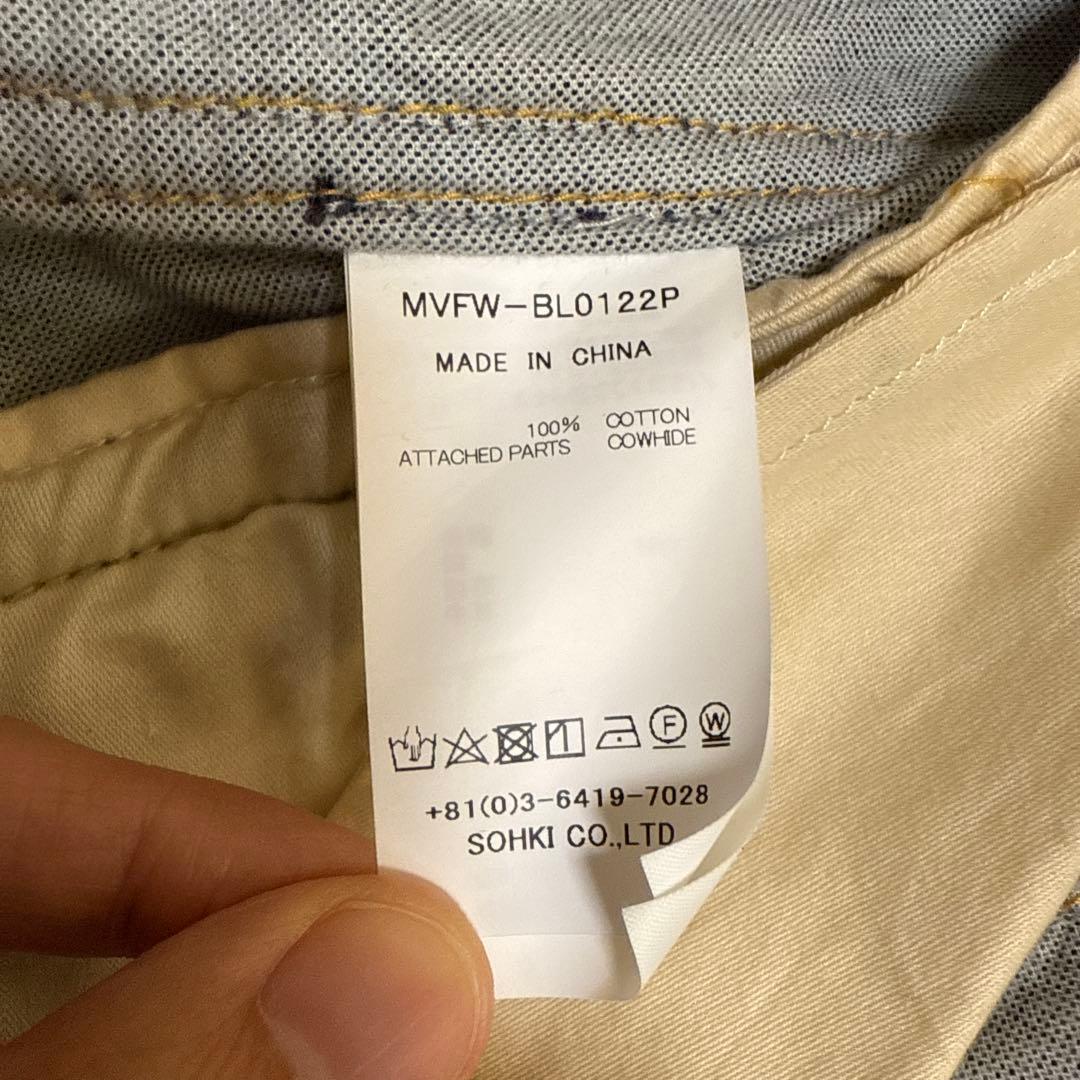 MVFW-BL0122P
MADE IN CHINA
100% COTTON
ATTACHED PARTS COWHIDE
F W
+81(0)3-6419-7028
SOHKI CO.,LTD